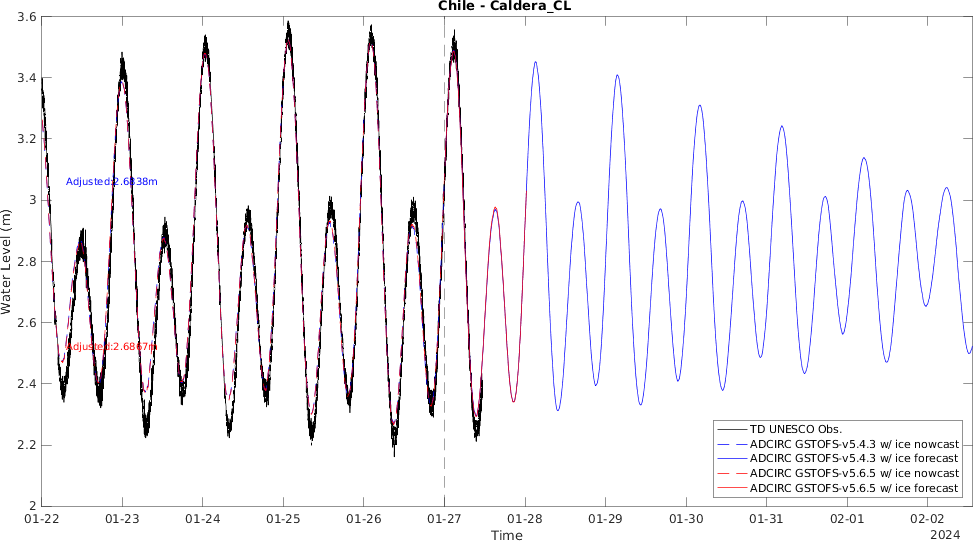 Chile - Caldera_CL
3.6
3.4
3.2
3
2.8
2.6
2.4
2.2
2
Water Level (m)
Adjusted:2.6838m
Adjusted:2.6867m
TD UNESCO Obs.
ADCIRC GSTOFS-v5.4.3 w/ ice nowcast
ADCIRC GSTOFS-v5.4.3 w/ ice forecast
ADCIRC GSTOFS-v5.6.5 w/ ice nowcast
ADCIRC GSTOFS-v5.6.5 w/ ice forecast
01-22 01-23 01-24 01-25 01-26 01-27 01-28 01-29 01-30 01-31 02-01 02-02
Time
2024